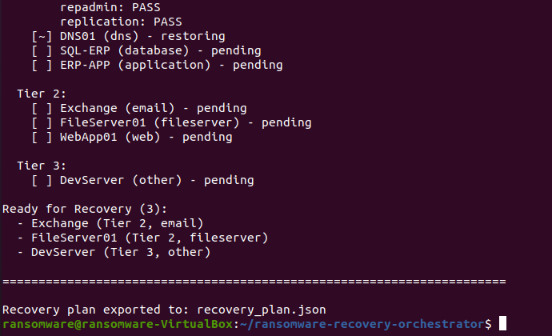 repadmin: PASS
replication: PASS
[~] DNS01 (dns) - restoring
[ ] SQL-ERP (database) - pending
[ ] ERP-APP (application) - pending
Tier 2:
[ ] Exchange (email) - pending
[ ] FileServer01 (fileserver) - pending
[ ] WebApp01 (web) - pending
Tier 3:
[ ] DevServer (other) - pending
Ready for Recovery (3):
- Exchange (Tier 2, email)
- FileServer01 (Tier 2, fileserver)
- DevServer (Tier 3, other)
======================================================================
Recovery plan exported to: recovery_plan.json
ransomware@ransomware-VirtualBox:~/ransomware-recovery-orchestrator$